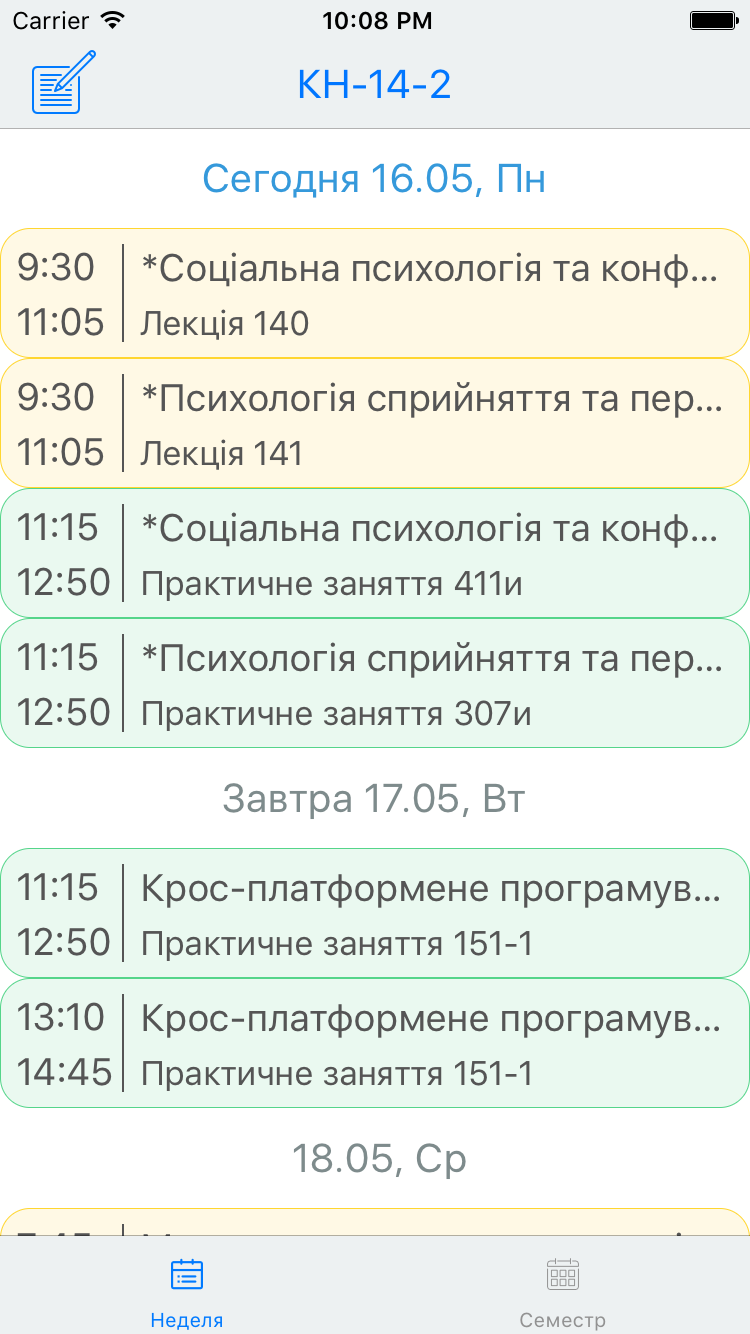 Carrier 10:08 PM
КН-14-2
Сегодня 16.05, Пн
9:30 *Соціальна психологія та конф...
11:05 Лекція 140
9:30 *Психологія сприйняття та пер...
11:05 Лекція 141
11:15 *Соціальна психологія та конф...
12:50 Практичне заняття 411и
11:15 *Психологія сприйняття та пер...
12:50 Практичне заняття 307и
Завтра 17.05, Вт
11:15 Крос-платформене програмув...
12:50 Практичне заняття 151-1
13:10 Крос-платформене програмув...
14:45 Практичне заняття 151-1
18.05, Ср
Неделя Семестр